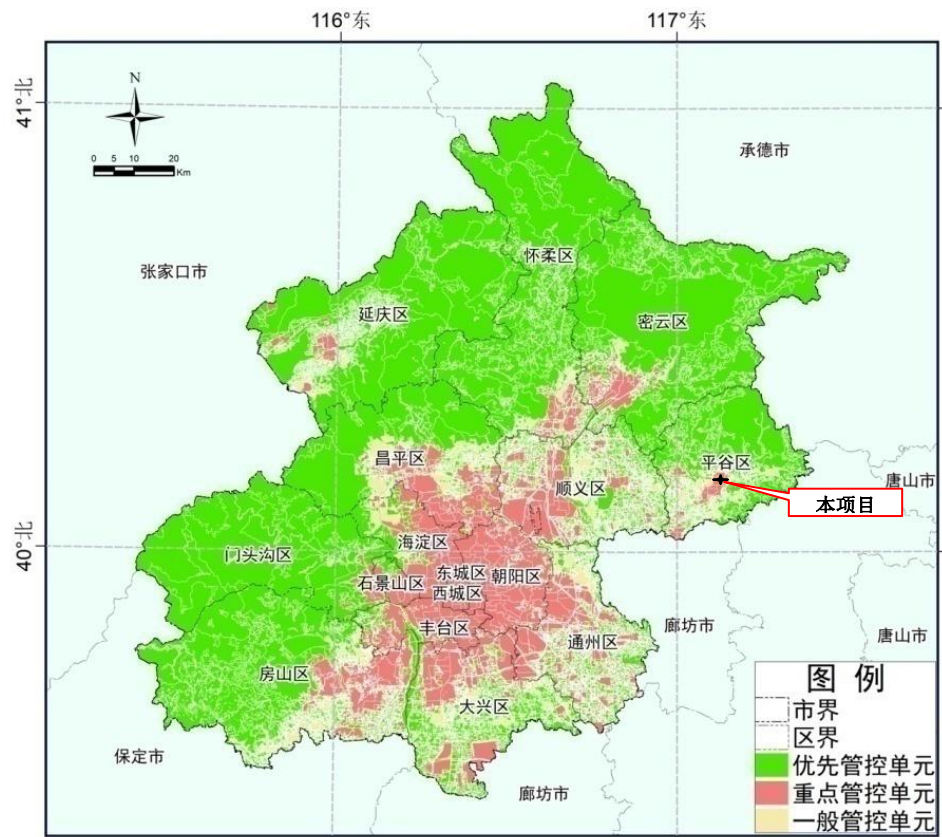 116°东
117°东
41°北
N
0 5 10 20
Km
承德市
张家口市
怀柔区
延庆区
密云区
昌平区
平谷区
唐山市
顺义区
本项目
40°北
海淀区
门头沟区
东城区
朝阳区
石景山区
西城区
丰台区
通州区
廊坊市
唐山市
房山区
大兴区
保定市
廊坊市
图 例
市界
区界
优先管控单元
重点管控单元
一般管控单元